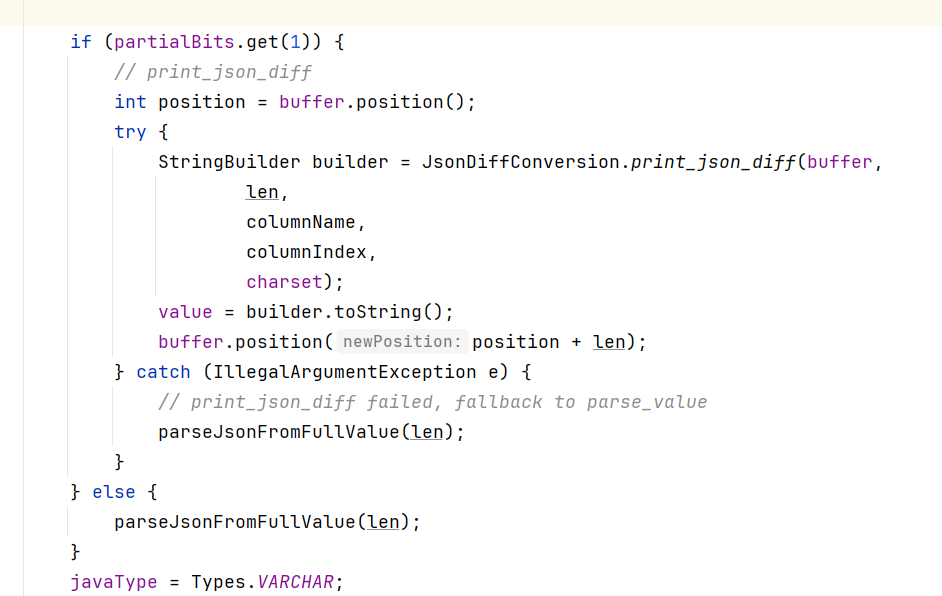 if (partialBits.get(1)) {
// print_json_diff
int position = buffer.position();
try {
StringBuilder builder = JsonDiffConversion.print_json_diff(buffer,
len,
columnName,
columnIndex,
charset);
value = builder.toString();
buffer.position( newPosition: position + len);
} catch (IllegalArgumentException e) {
// print_json_diff failed, fallback to parse_value
parseJsonFromFullValue(len);
}
} else {
parseJsonFromFullValue(len);
}
javaType = Types.VARCHAR;